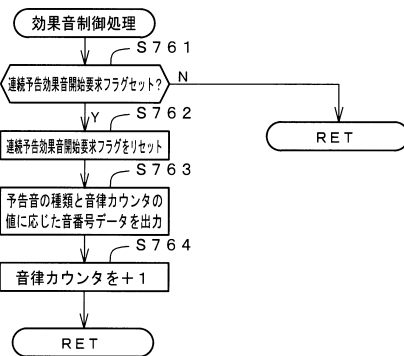 効果音制御処理
S761
連続予告効果音開始要求フラグセット?
N
Y
RET
S762
連続予告効果音開始要求フラグをリセット
S763
予告音の種類と音律カウンタの
値に応じた音番号データを出力
S764
音律カウンタを+1
RET